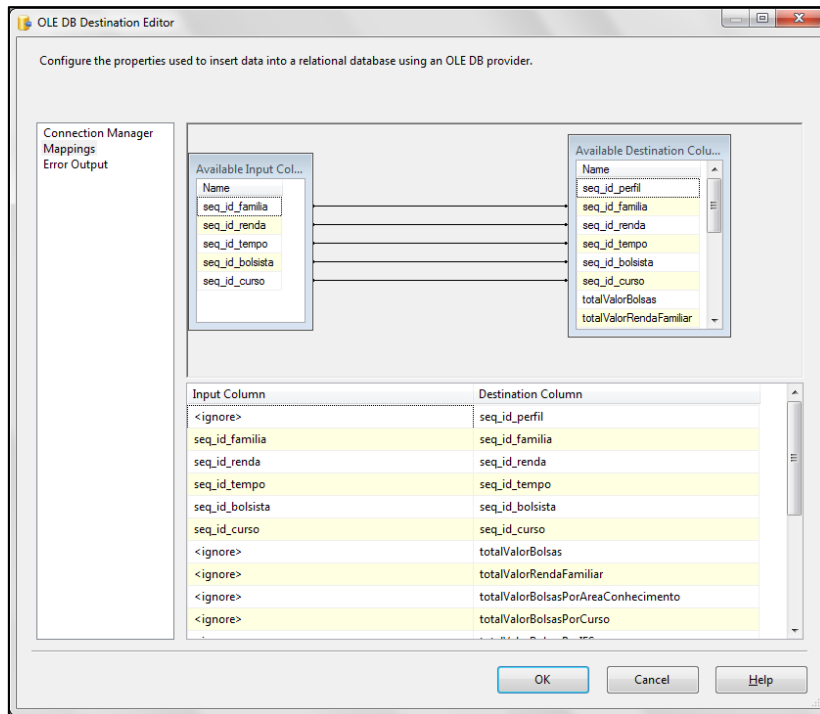 OLE DB Destination Editor
Configure the properties used to insert data into a relational database using an OLE DB provider.
Connection Manager
Mappings
Error Output
Available Input Col...
Name
seq_id_familia
seq_id_renda
seq_id_tempo
seq_id_bolsista
seq_id_curso
Available Destination Colu...
Name
seq_id_perfil
seq_id_familia
seq_id_renda
seq_id_tempo
seq_id_bolsista
seq_id_curso
totalValorBolsas
totalValorRendaFamiliar
Input Column Destination Column
<ignore> seq_id_perfil
seq_id_familia seq_id_familia
seq_id_renda seq_id_renda
seq_id_tempo seq_id_tempo
seq_id_bolsista seq_id_bolsista
seq_id_curso seq_id_curso
<ignore> totalValorBolsas
<ignore> totalValorRendaFamiliar
<ignore> totalValorBolsasPorAreaConhecimento
<ignore> totalValorBolsasPorCurso
OK Cancel Help